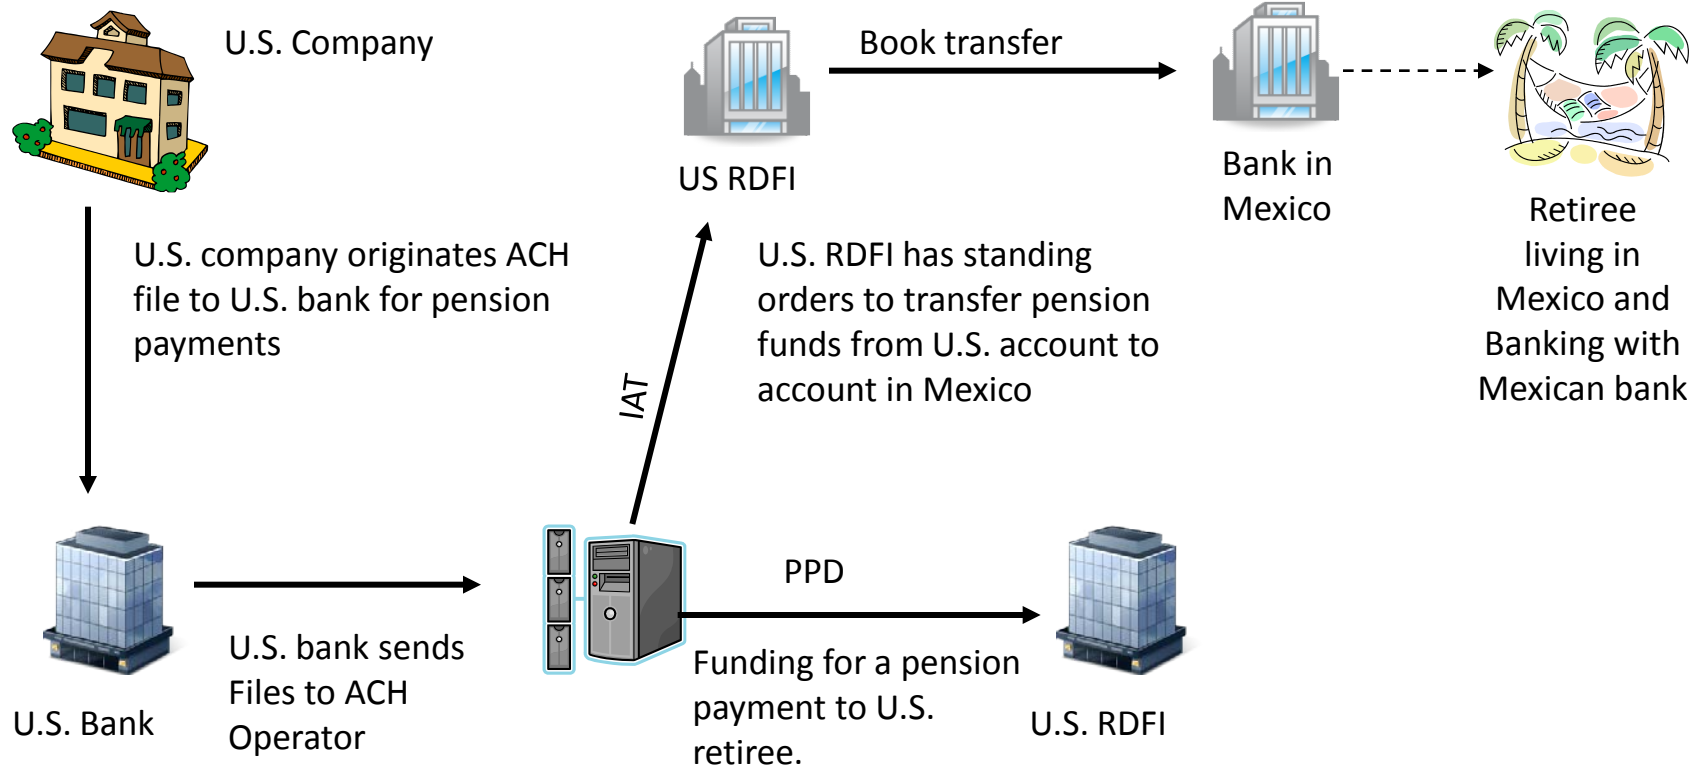 U.S. Company
Book transfer
US RDFI
Bank in
Mexico
Retiree
living in
Mexico and
Banking with
Mexican bank
U.S. company originates ACH
file to U.S. bank for pension
payments
U.S. RDFI has standing
orders to transfer pension
funds from U.S. account to
account in Mexico
IAT
PPD
U.S. bank sends
Files to ACH
Operator
Funding for a pension
payment to U.S.
retiree.
U.S. Bank
U.S. RDFI